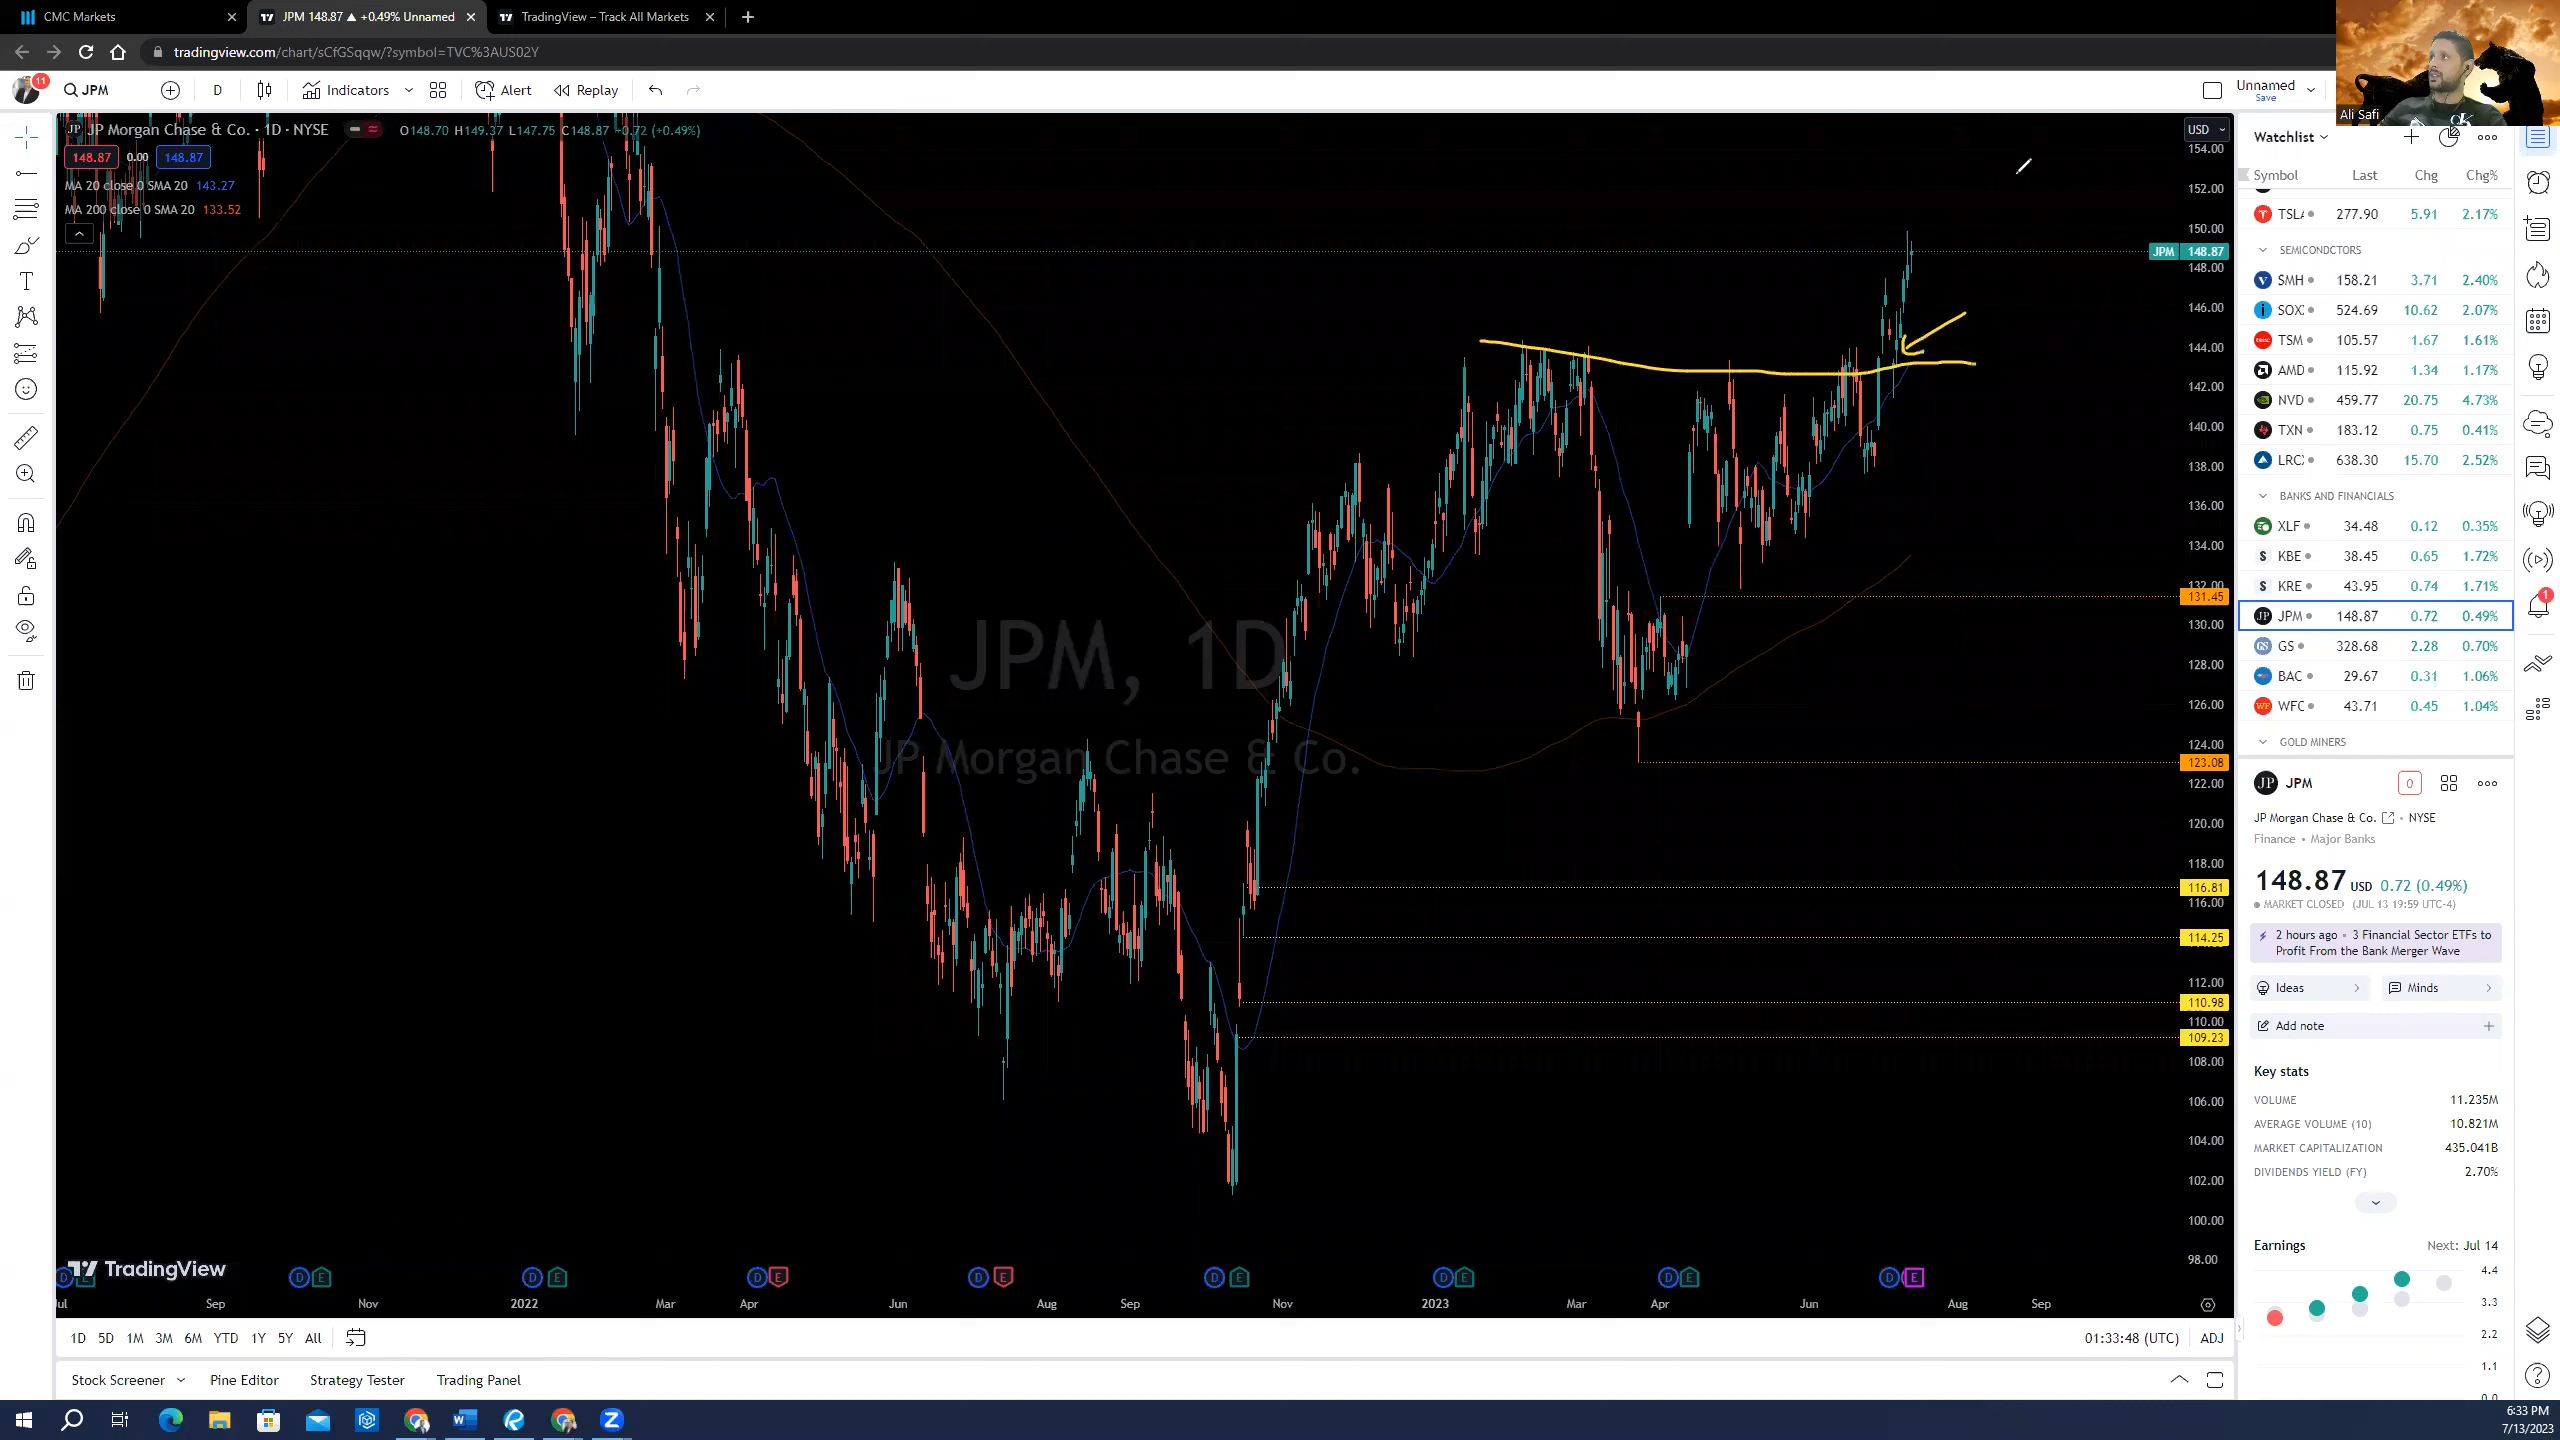 CMC Markets
JPM 148.87 ▲ +0.49% Unnamed
TradingView – Track All Markets
tradingview.com/chart/sCfGSqqw/?symbol=TVC%3AUS02Y
11
JPM
D
Indicators
Alert
Replay
Unnamed
Save
Ali Safi
JP Morgan Chase & Co. · 1D · NYSE
O148.70 H149.37 L147.75 C148.87 +0.72 (+0.49%)
148.87 0.00 148.87
MA 20 close 0 SMA 20 143.27
MA 200 close 0 SMA 20 133.52
USD
154.00
152.00
150.00
JPM 148.87
148.00
146.00
144.00
142.00
140.00
138.00
136.00
134.00
132.00
131.45
130.00
128.00
126.00
124.00
123.08
122.00
120.00
118.00
116.81
116.00
114.25
112.00
110.98
110.00
109.23
108.00
106.00
104.00
102.00
100.00
98.00
JPM, 1D
JP Morgan Chase & Co.
TradingView
D E D E D E D E D E D E D E D E D E
Jul Sep Nov 2022 Mar Apr Jun Aug Sep Nov 2023 Mar Apr Jun Aug Sep
1D 5D 1M 3M 6M YTD 1Y 5Y All
01:33:48 (UTC) ADJ
Stock Screener Pine Editor Strategy Tester Trading Panel
Watchlist
Symbol Last Chg Chg%
TSLA 277.90 5.91 2.17%
SEMICONDCTORS
SMH 158.21 3.71 2.40%
SOX 524.69 10.62 2.07%
TSM 105.57 1.67 1.61%
AMD 115.92 1.34 1.17%
NVD 459.77 20.75 4.73%
TXN 183.12 0.75 0.41%
LRC 638.30 15.70 2.52%
BANKS AND FINANCIALS
XLF 34.48 0.12 0.35%
KBE 38.45 0.65 1.72%
KRE 43.95 0.74 1.71%
JPM 148.87 0.72 0.49%
GS 328.68 2.28 0.70%
BAC 29.67 0.31 1.06%
WFC 43.71 0.45 1.04%
GOLD MINERS
JPM
0
JP Morgan Chase & Co. • NYSE
Finance • Major Banks
148.87 USD 0.72 (0.49%)
MARKET CLOSED (JUL 13 19:59 UTC-4)
2 hours ago • 3 Financial Sector ETFs to
Profit From the Bank Merger Wave
Ideas
Minds
Add note
Key stats
VOLUME 11.235M
AVERAGE VOLUME (10) 10.821M
MARKET CAPITALIZATION 435.041B
DIVIDENDS YIELD (FY) 2.70%
Earnings Next: Jul 14
4.4
3.3
2.2
1.1
0.0
1
6:33 PM
7/13/2023